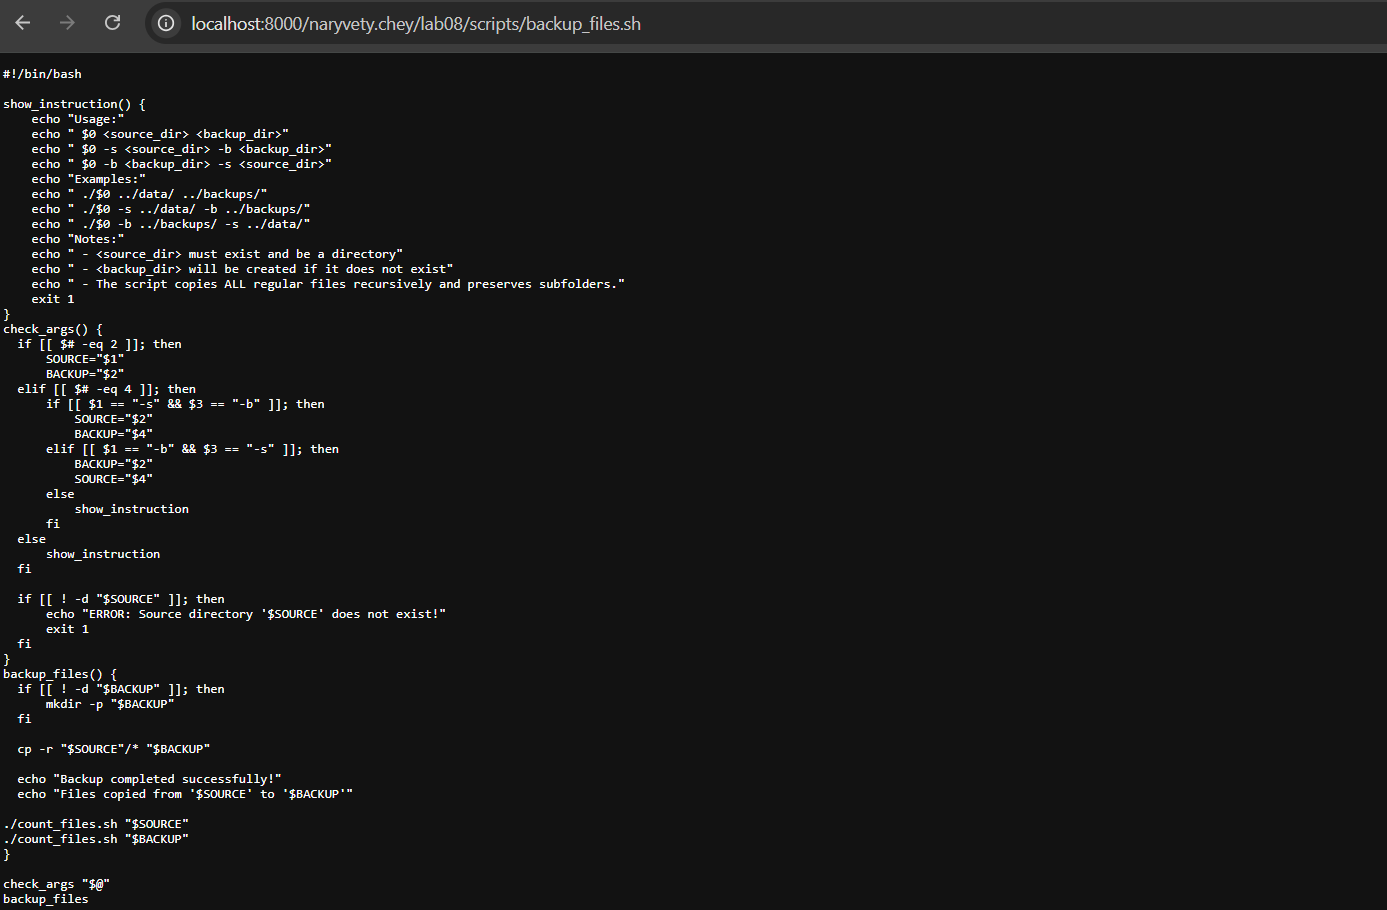 localhost:8000/naryvety.chey/lab08/scripts/backup_files.sh
#!/bin/bash

show_instruction() {
    echo "Usage:"
    echo " $0 <source_dir> <backup_dir>"
    echo " $0 -s <source_dir> -b <backup_dir>"
    echo " $0 -b <backup_dir> -s <source_dir>"
    echo "Examples:"
    echo " ./$0 ../data/ ../backups/"
    echo " ./$0 -s ../data/ -b ../backups/"
    echo " ./$0 -b ../backups/ -s ../data/"
    echo "Notes:"
    echo " - <source_dir> must exist and be a directory"
    echo " - <backup_dir> will be created if it does not exist"
    echo " - The script copies ALL regular files recursively and preserves subfolders."
    exit 1
}
check_args() {
  if [[ $# -eq 2 ]]; then
      SOURCE="$1"
      BACKUP="$2"
  elif [[ $# -eq 4 ]]; then
      if [[ $1 == "-s" && $3 == "-b" ]]; then
          SOURCE="$2"
          BACKUP="$4"
      elif [[ $1 == "-b" && $3 == "-s" ]]; then
          BACKUP="$2"
          SOURCE="$4"
      else
          show_instruction
      fi
  else
      show_instruction
  fi

  if [[ ! -d "$SOURCE" ]]; then
      echo "ERROR: Source directory '$SOURCE' does not exist!"
      exit 1
  fi
}
backup_files() {
  if [[ ! -d "$BACKUP" ]]; then
      mkdir -p "$BACKUP"
  fi

  cp -r "$SOURCE"/* "$BACKUP"

  echo "Backup completed successfully!"
  echo "Files copied from '$SOURCE' to '$BACKUP'"

./count_files.sh "$SOURCE"
./count_files.sh "$BACKUP"
}

check_args "$@"
backup_files